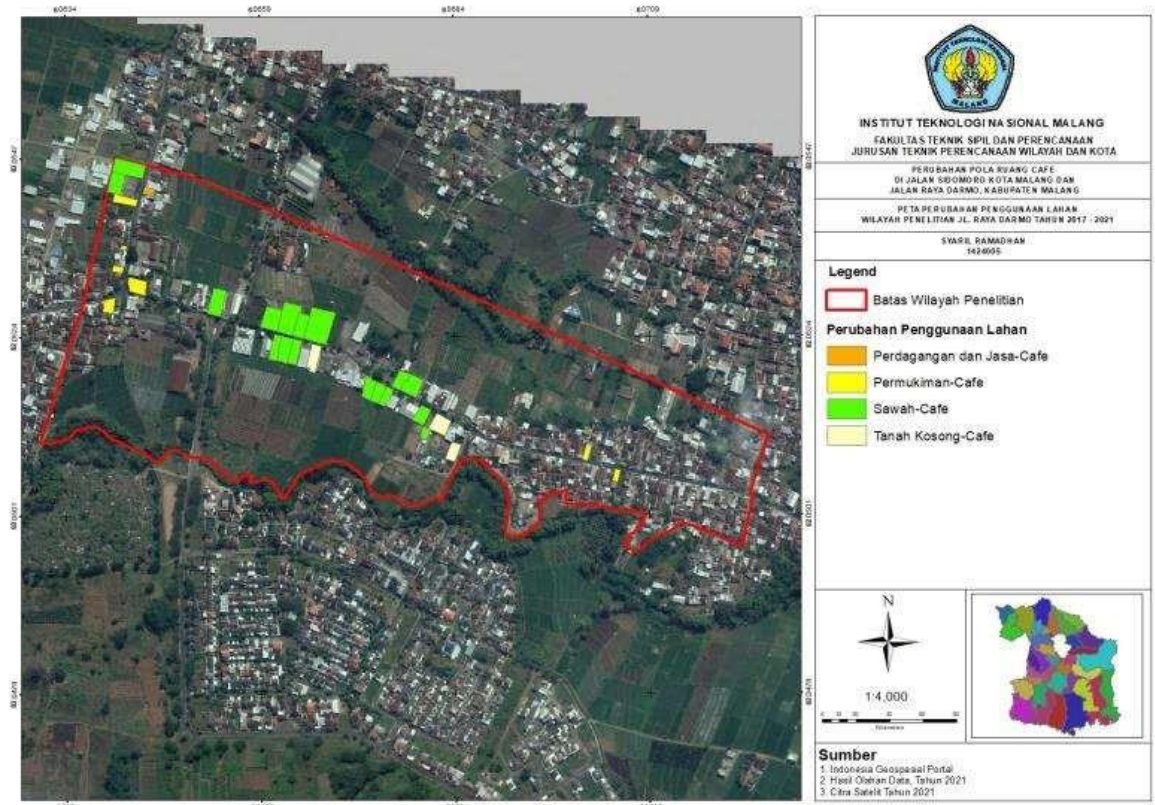 INSTITUT TEKNOLOGI NASIONAL MALANG
FAKULTAS TEKNIK SIPIL DAN PERENCANAAN
JURUSAN TEKNIK PERENCANAAN WILAYAH DAN KOTA
PERUBAHAN POLA RUANG CAFE
DI JALAN SIDOMORO KOTA MALANG DAN
JALAN RAYA DARMO, KABUPATEN MALANG
PETA PERUBAHAN PENGGUNAAN LAHAN
WILAYAH PENELITIAN JL. RAYA DARMO TAHUN 2017 - 2021
SYARIL RAMADHAN
Legend
Batas Wilayah Penelitian
Perubahan Penggunaan Lahan
Perdagangan dan Jasa-Cafe
Permukiman-Cafe
Sawah-Cafe
Tanah Kosong-Cafe
N
1:4,000
Sumber
1. Indonesia Geospasial Portal
2. Hasil Olahan Data, Tahun 2021
3. Citra Satelit Tahun 2021